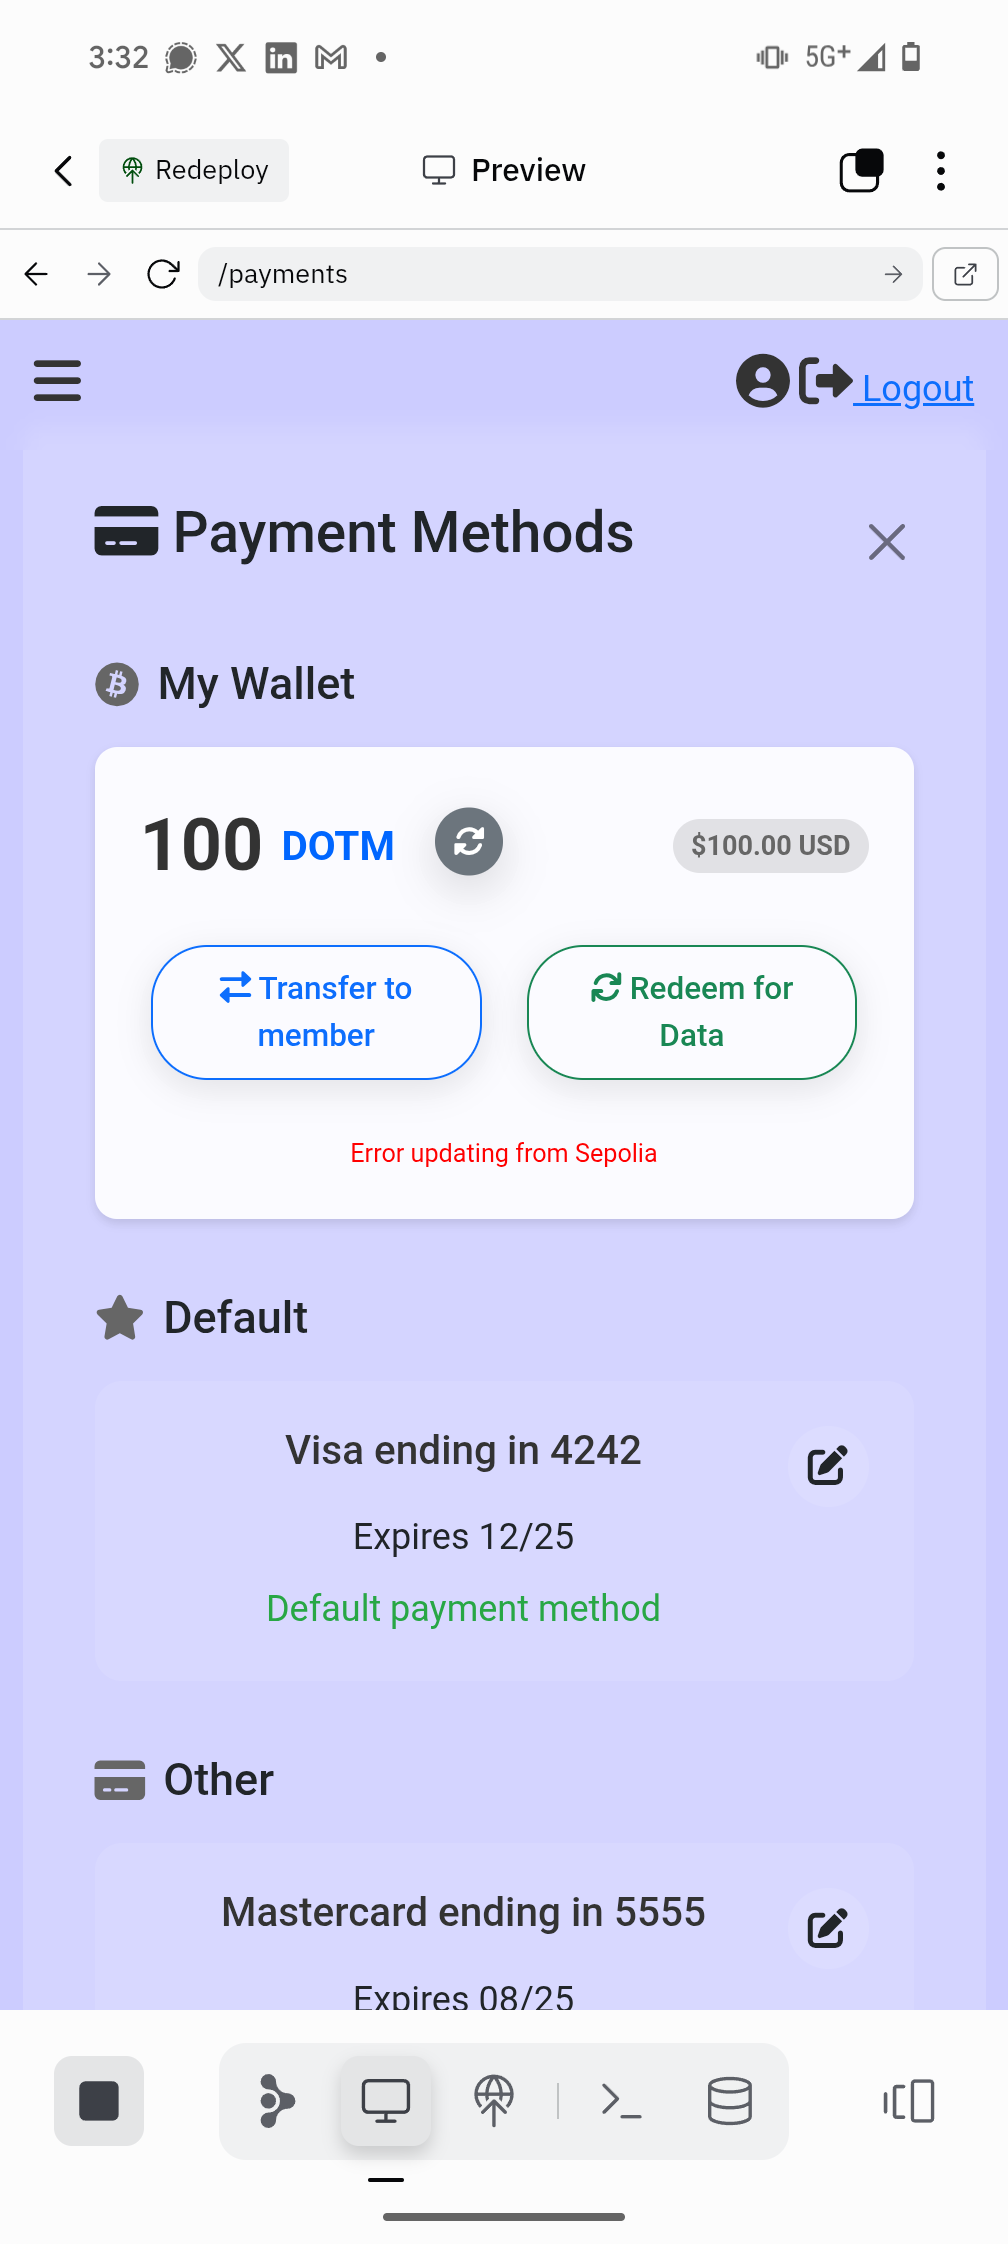 3:32
5G+
Redeploy
Preview
/payments
Logout
Payment Methods
My Wallet
100 DOTM
$100.00 USD
Transfer to
member
Redeem for
Data
Error updating from Sepolia
Default
Visa ending in 4242
Expires 12/25
Default payment method
Other
Mastercard ending in 5555
Expires 08/25